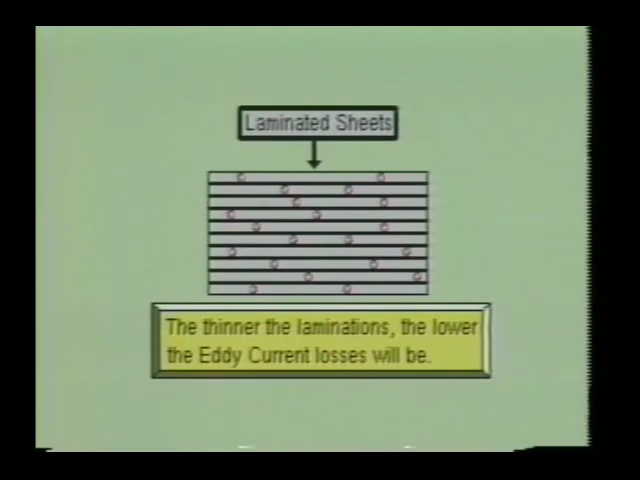 Laminated Sheets
The thinner the laminations, the lower
the Eddy Current losses will be.